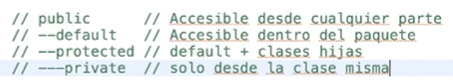 // public // Accesible desde cualquier parte
// --default // Accesible dentro del paquete
// --protected // default + clases hijas
// ---private // solo desde la clase misma